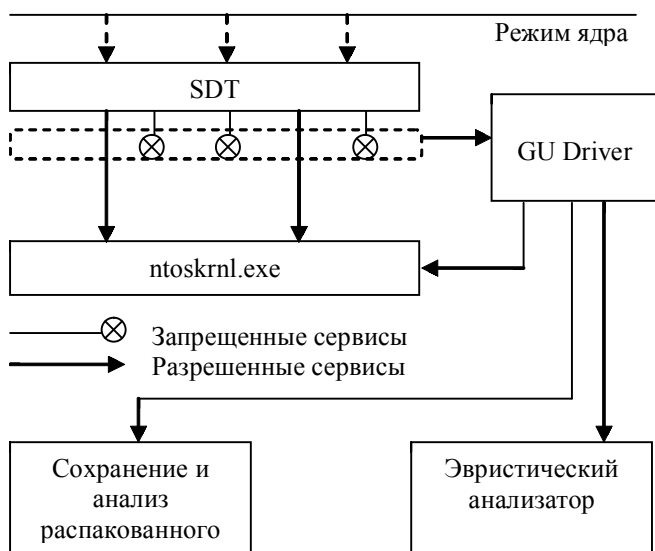 Режим ядра
SDT
GU Driver
ntoskrnl.exe
Запрещенные сервисы
Разрешенные сервисы
Сохранение и
анализ
распакованного
Эвристический
анализатор